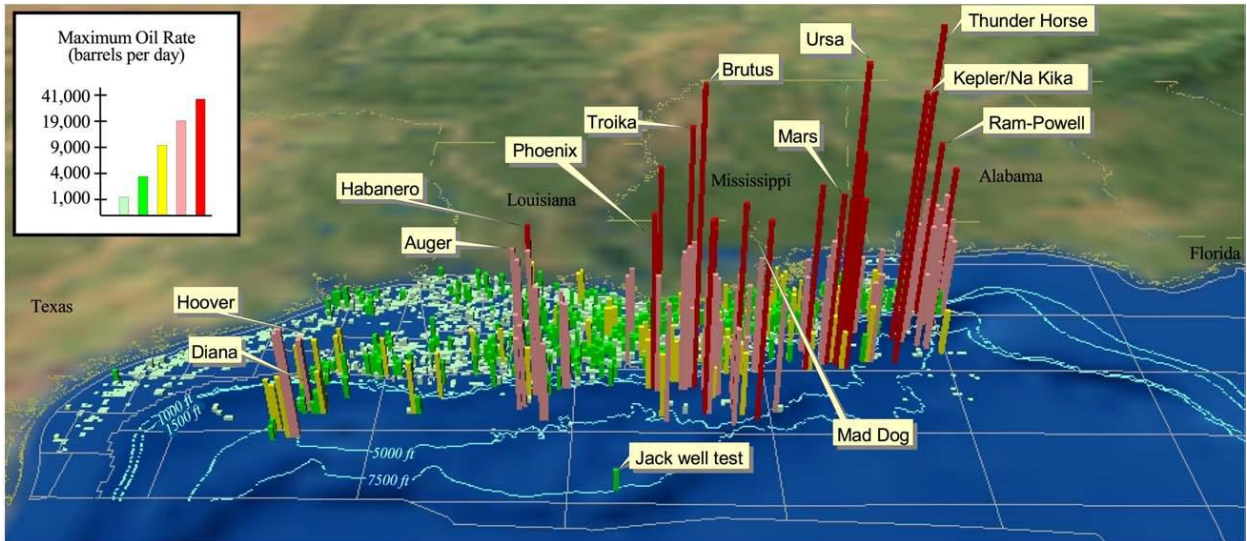 Maximum Oil Rate
(barrels per day)
41,000
19,000
9,000
4,000
1,000
Thunder Horse
Ursa
Brutus
Kepler/Na Kika
Troika
Ram-Powell
Phoenix
Mars
Habanero
Louisiana
Mississippi
Alabama
Auger
Florida
Texas
Hoover
Diana
1000 ft
1500 ft
5000 ft
7500 ft
Mad Dog
Jack well test